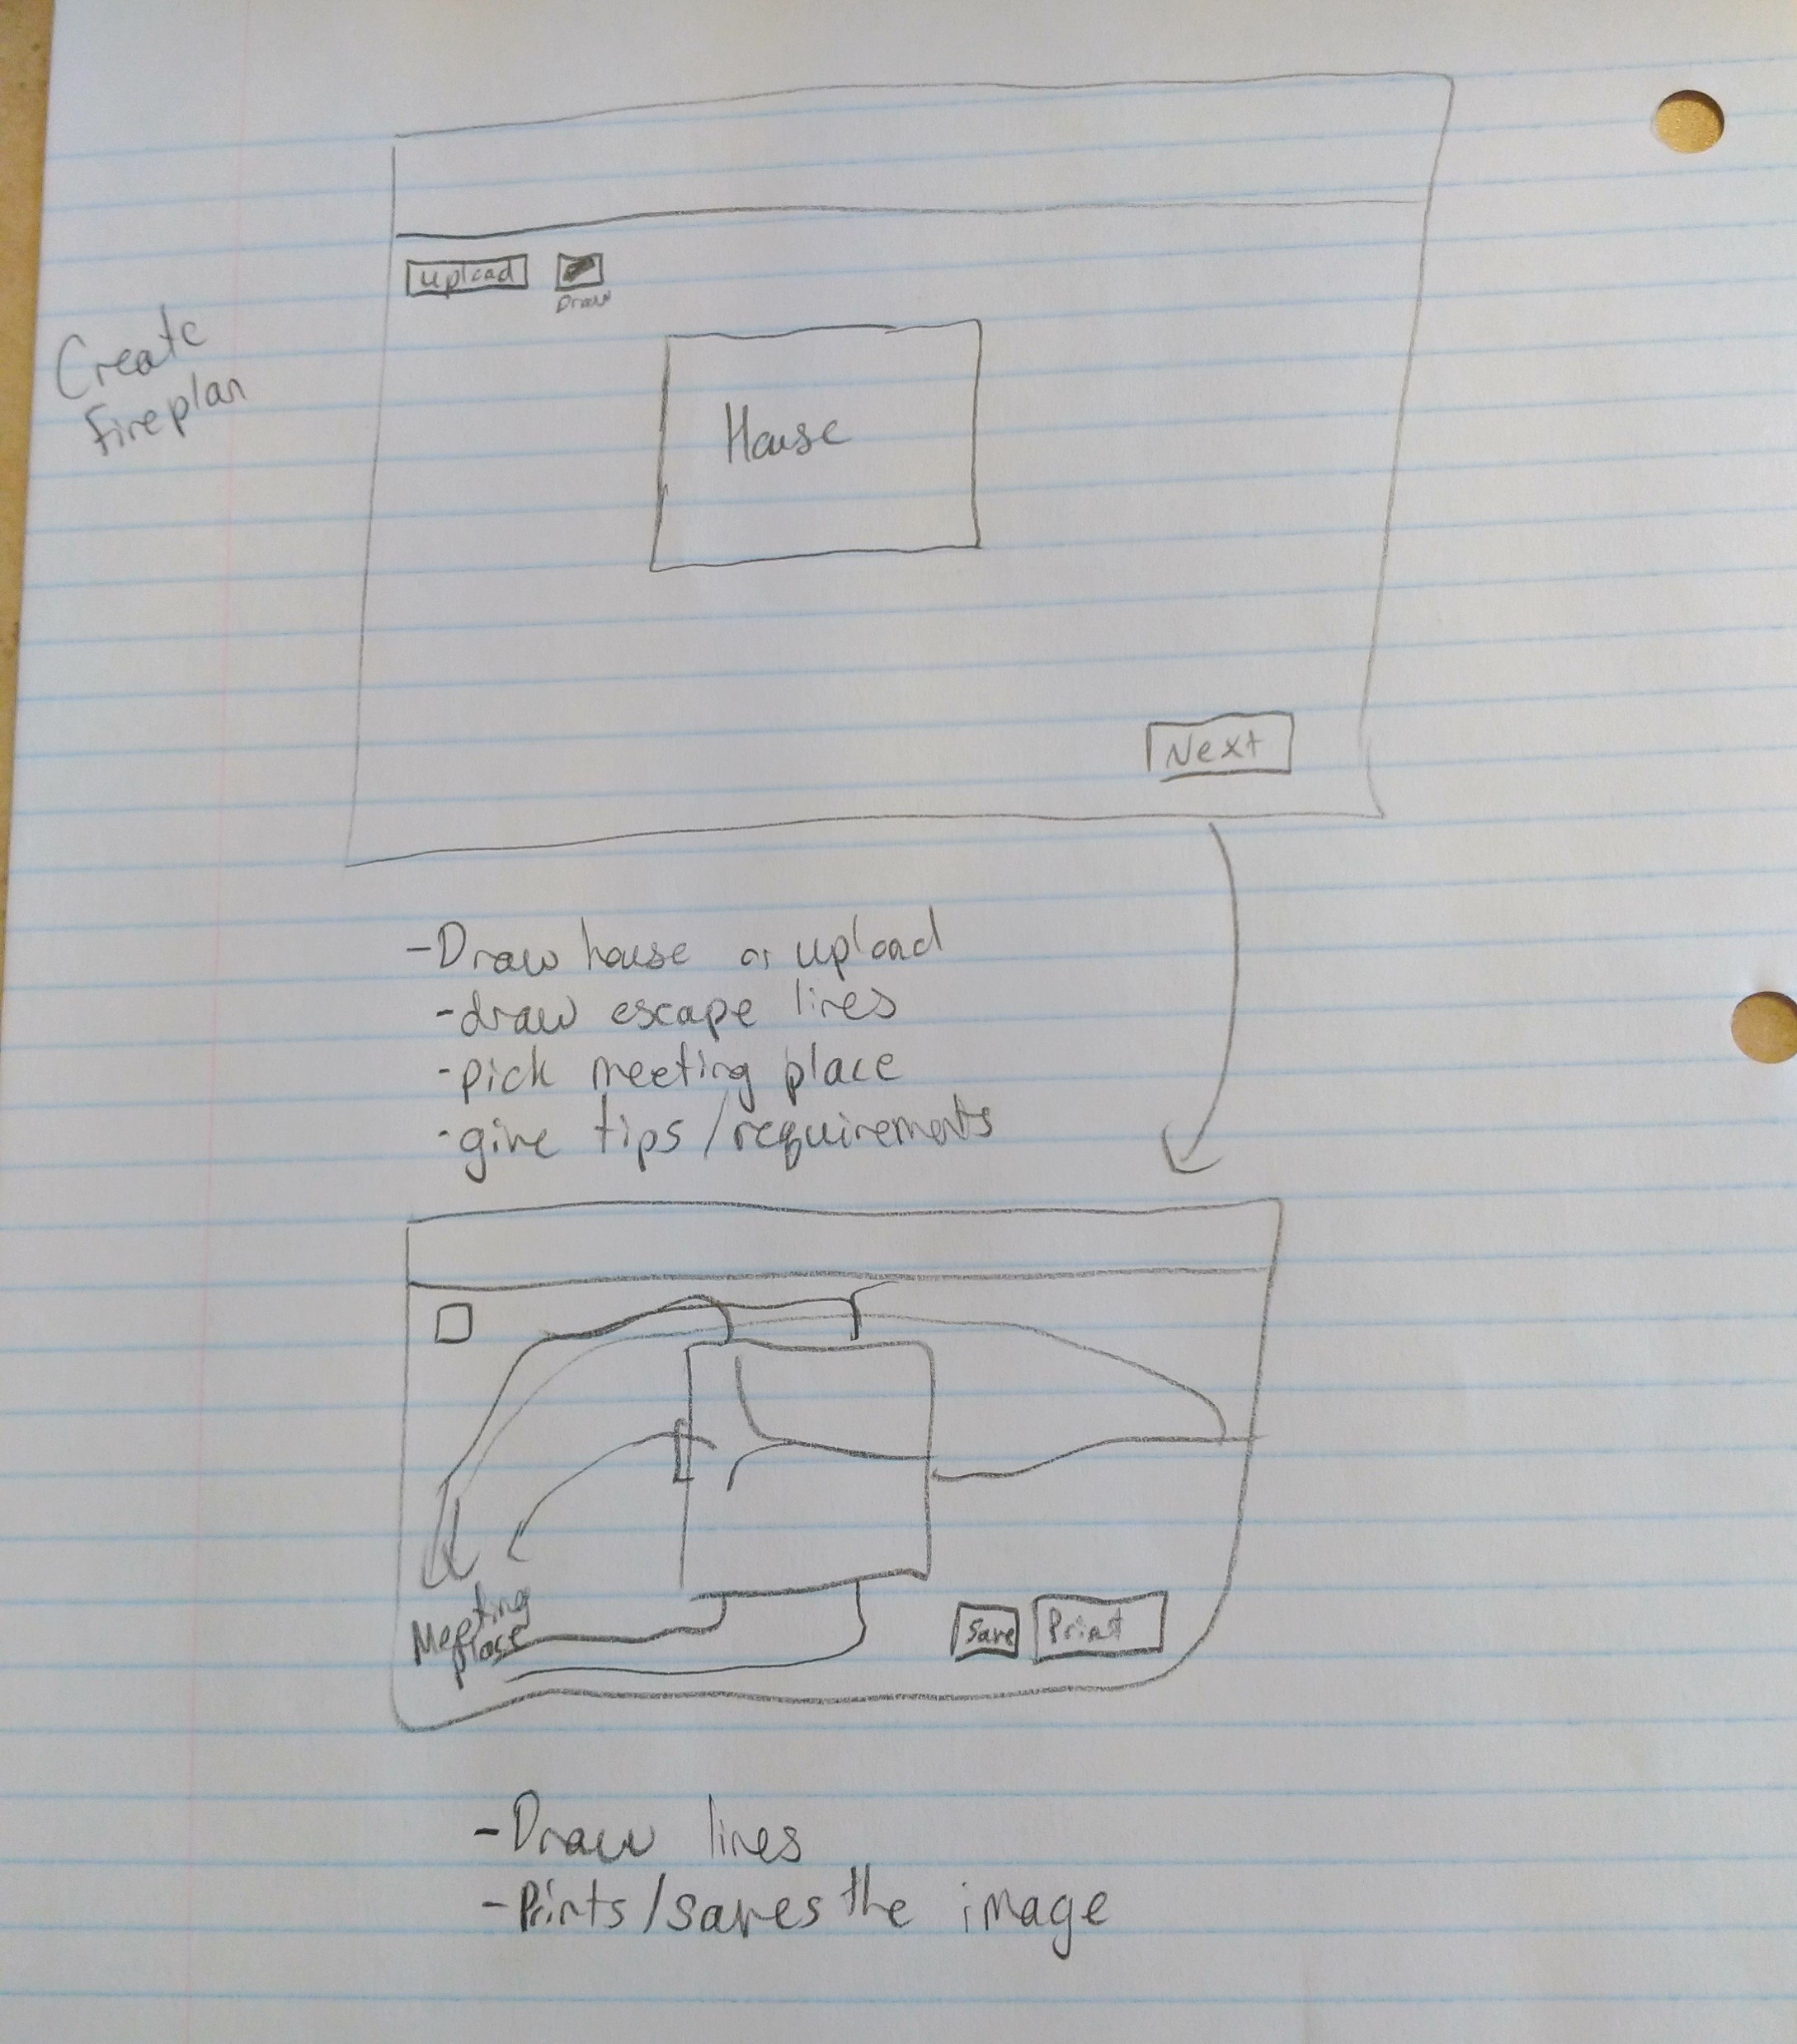 Upload
Draw
Create
Fireplan
House
Next
-Draw house or upload
-draw escape lines
-pick meeting place
-give tips/requirements
Meeting
place
Save
Print
-Draw lines
-Prints/saves the image